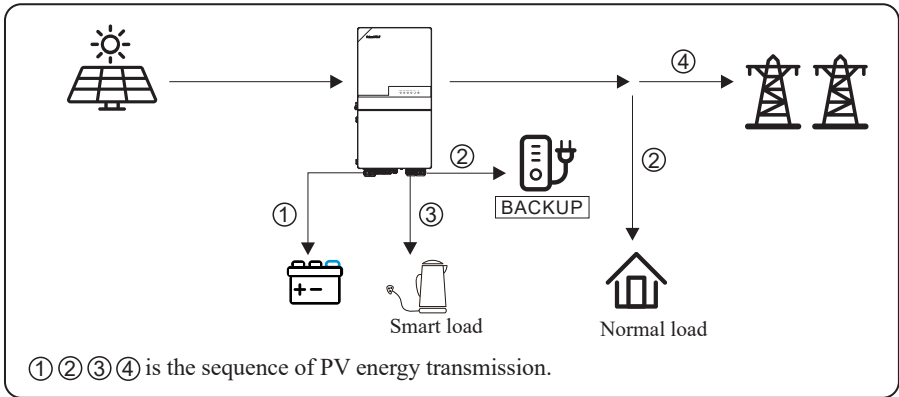 ④
②
②
BACKUP
①
③
+ −
Smart load
Normal load
①②③④ is the sequence of PV energy transmission.